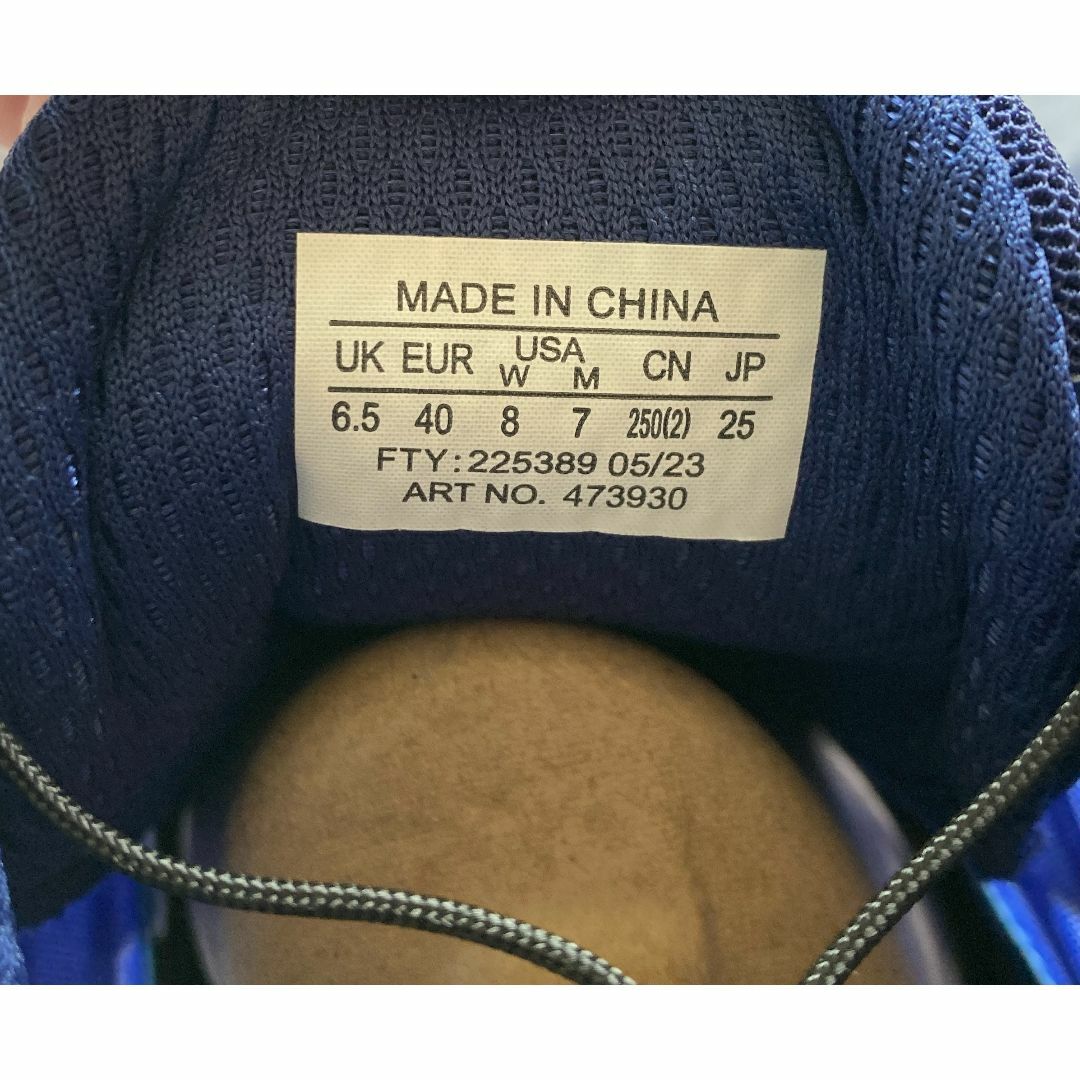 MADE IN CHINA
UK EUR USA W M CN JP
6.5 40 8 7 250(2) 25
FTY: 225389 05/23
ART NO. 473930